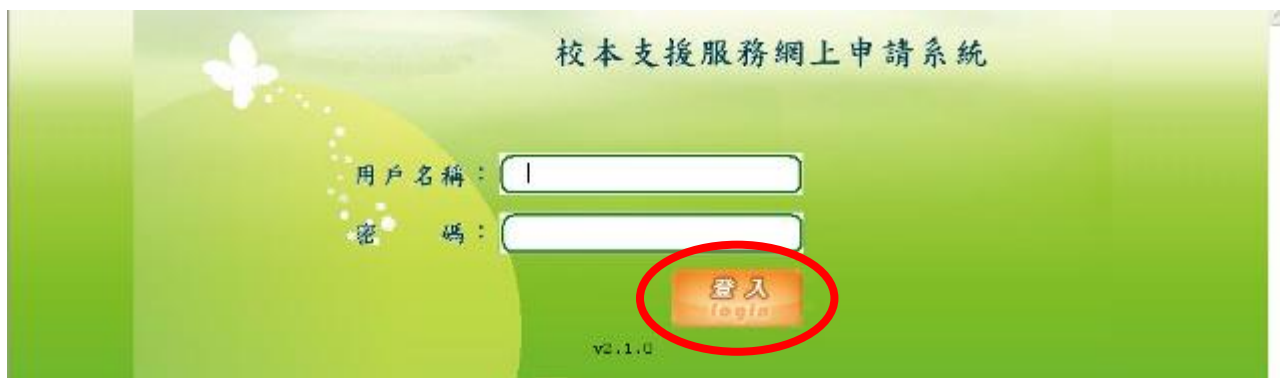 校本支援服務網上申請系統
用戶名稱：
密 碼：
登入
login
v2.1.0